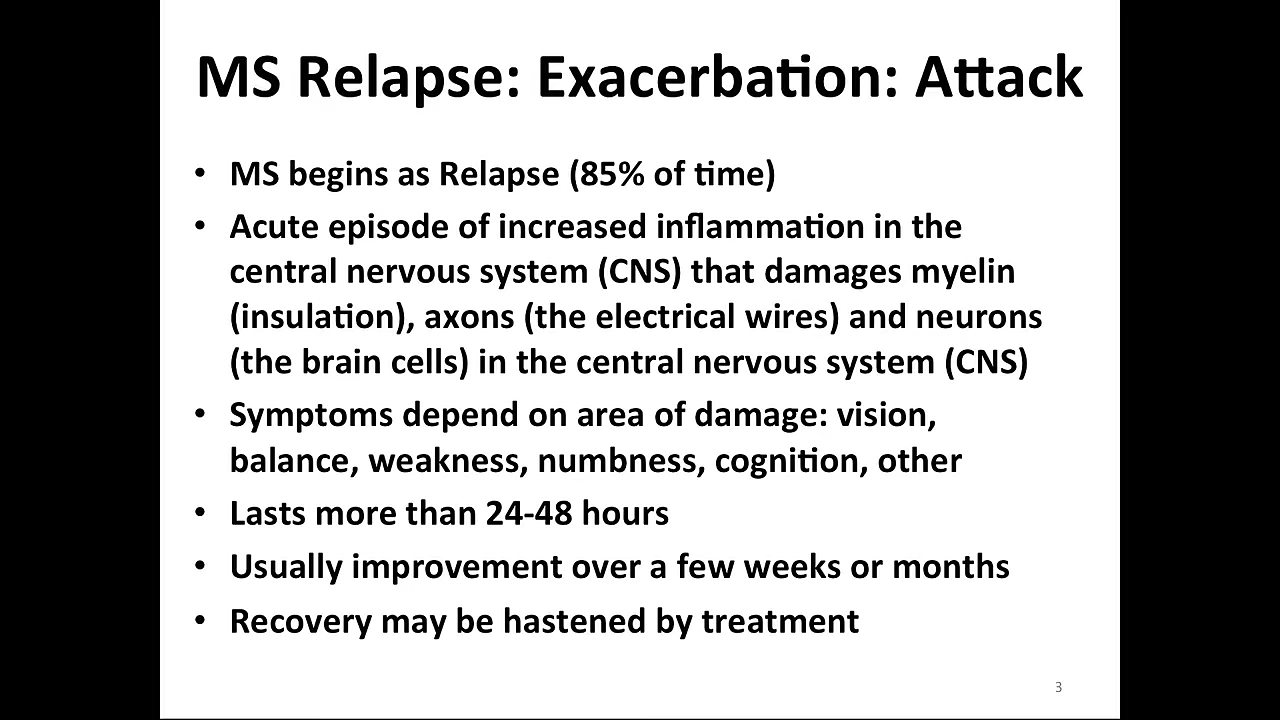 MS Relapse: Exacerbation: Attack
• MS begins as Relapse (85% of time)
• Acute episode of increased inflammation in the
central nervous system (CNS) that damages myelin
(insulation), axons (the electrical wires) and neurons
(the brain cells) in the central nervous system (CNS)
• Symptoms depend on area of damage: vision,
balance, weakness, numbness, cognition, other
• Lasts more than 24-48 hours
• Usually improvement over a few weeks or months
• Recovery may be hastened by treatment
3